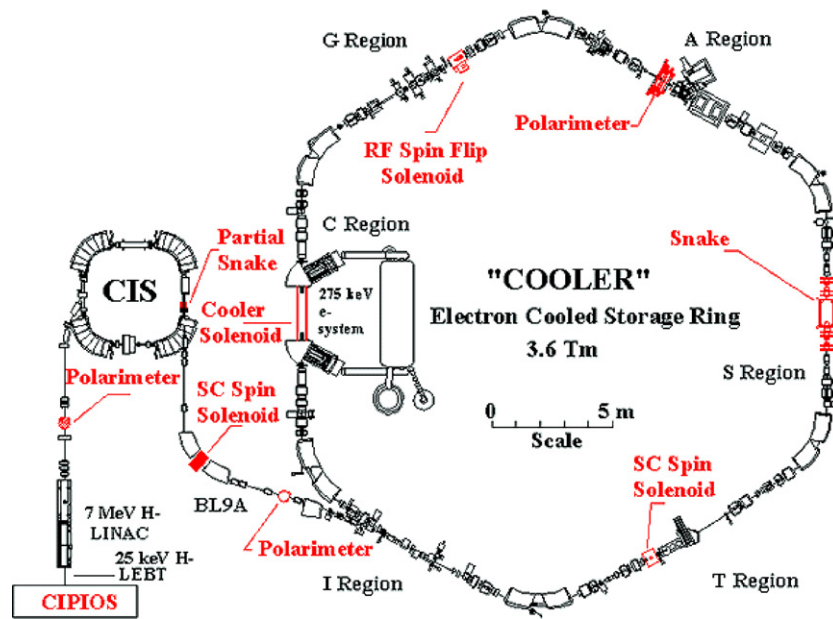 G Region
A Region
Polarimeter
RF Spin Flip
Solenoid
C Region
Partial
Snake
CIS
Cooler
Solenoid
275 keV
e-
system
"COOLER"
Electron Cooled Storage Ring
3.6 Tm
Snake
S Region
0 5 m
Scale
Polarimeter
SC Spin
Solenoid
SC Spin
Solenoid
7 MeV H-
LINAC
BL9A
Polarimeter
25 keV H-
LEBT
I Region
T Region
CIPIOS